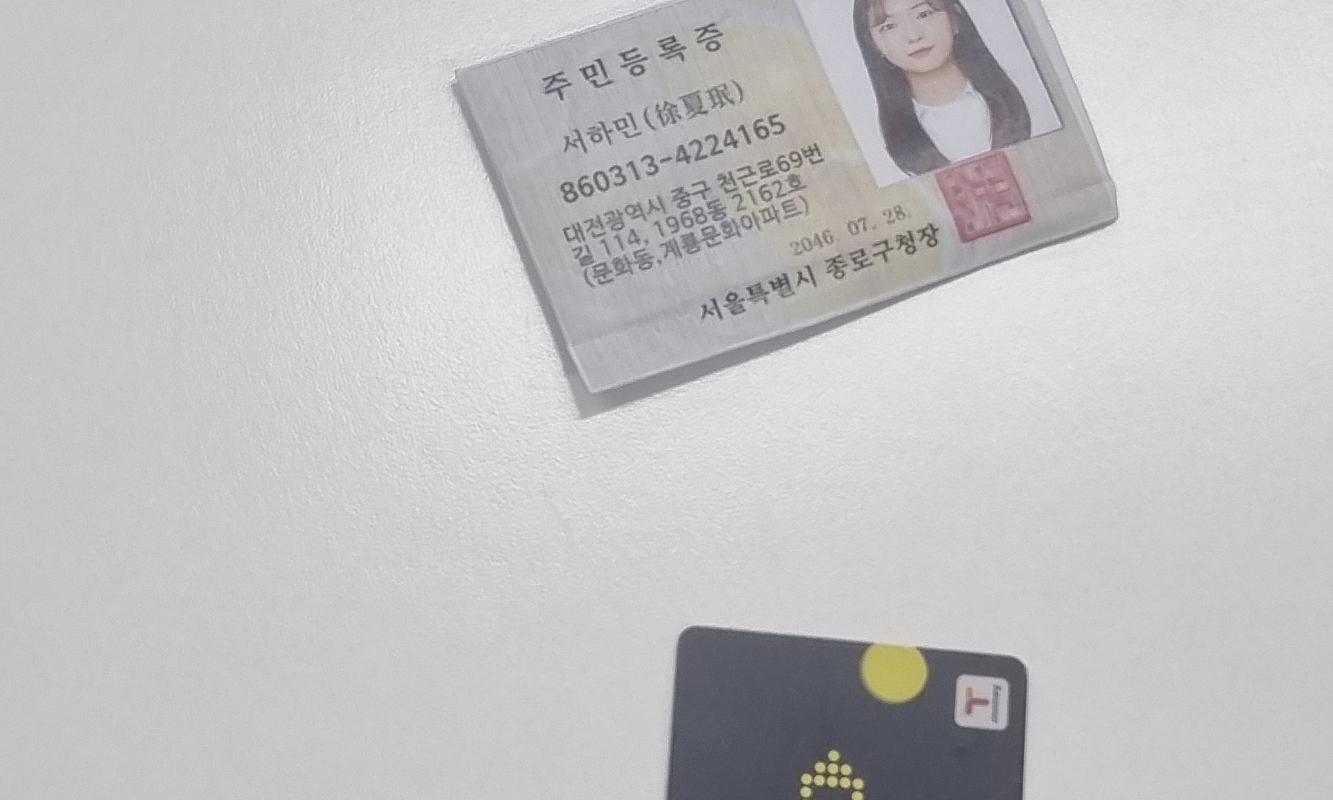 주민등록증
서하민(徐夏珉)
860313-4224165
대전광역시 중구 천근로69번
길 114, 1968동 2162호
(문화동,계룡문화아파트)
2046. 07. 28.
서울특별시 종로구청장